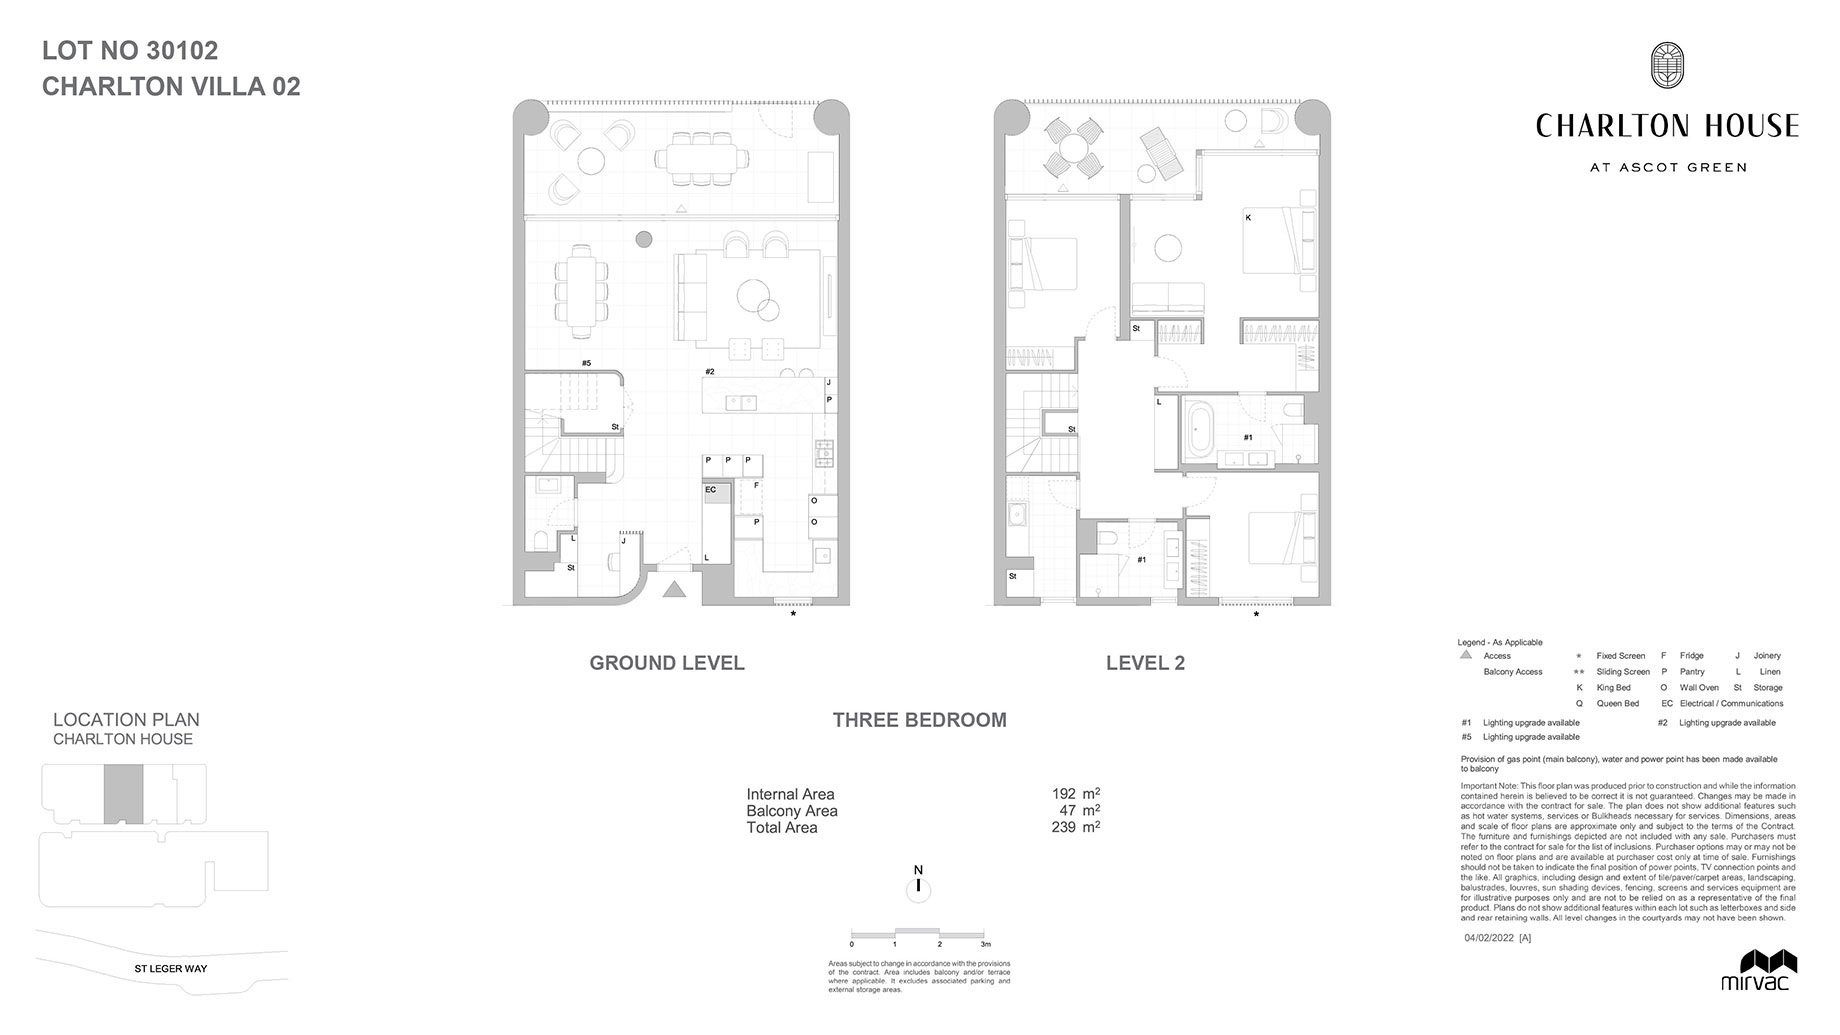 LOT NO 30102
CHARLTON VILLA 02
CHARLTON HOUSE
AT ASCOT GREEN
#5
#2
J
P
St
P P P
EC
F
O
P
O
L
J
L
St
*
K
St
L
St
#1
#1
St
*
GROUND LEVEL
LEVEL 2
THREE BEDROOM
Internal Area 192 m²
Balcony Area 47 m²
Total Area 239 m²
N
0 1 2 3m
Areas subject to change in accordance with the provisions
of the contract. Area includes balcony and/or terrace
where applicable. It excludes associated parking and
external storage areas.
LOCATION PLAN
CHARLTON HOUSE
ST LEGER WAY
Legend - As Applicable
Access * Fixed Screen F Fridge J Joinery
Balcony Access ** Sliding Screen P Pantry L Linen
K King Bed O Wall Oven St Storage
Q Queen Bed EC Electrical / Communications
#1 Lighting upgrade available #2 Lighting upgrade available
#5 Lighting upgrade available
Provision of gas point (main balcony), water and power point has been made available
to balcony
Important Note: This floor plan was produced prior to construction and while the information
contained herein is believed to be correct it is not guaranteed. Changes may be made in
accordance with the contract for sale. The plan does not show additional features such
as hot water systems, services or Bulkheads necessary for services. Dimensions, areas
and scale of floor plans are approximate only and subject to the terms of the Contract.
The furniture and furnishings depicted are not included with any sale. Purchasers must
refer to the contract for sale for the list of inclusions. Purchaser options may or may not be
noted on floor plans and are available at purchaser cost only at time of sale. Furnishings
should not be taken to indicate the final position of power points, TV connection points and
the like. All graphics, including design and extent of tile/paver/carpet areas, landscaping,
balustrades, louvres, sun shading devices, fencing, screens and services equipment are
for illustrative purposes only and are not to be relied on as a representative of the final
product. Plans do not show additional features within each lot such as letterboxes and side
and rear retaining walls. All level changes in the courtyards may not have been shown.
04/02/2022 [A]
mirvac